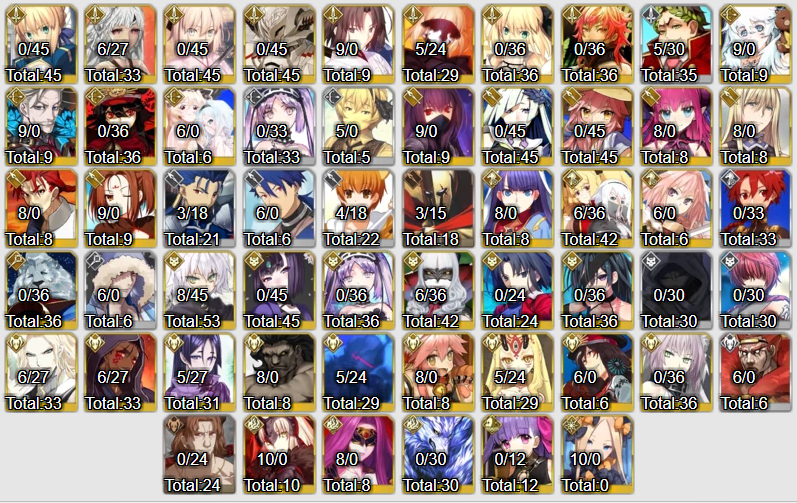 0/45 6/27 0/45 0/45 9/0 5/24 0/36 0/36 5/30 9/0
Total:45 Total:33 Total:45 Total:45 Total:9 Total:29 Total:36 Total:36 Total:35 Total:9
9/0 0/36 6/0 0/33 5/0 9/0 0/45 0/45 8/0 8/0
Total:9 Total:36 Total:6 Total:33 Total:5 Total:9 Total:45 Total:45 Total:8 Total:8
8/0 9/0 3/18 6/0 4/18 3/15 8/0 6/36 6/0 0/33
Total:8 Total:9 Total:21 Total:6 Total:22 Total:18 Total:8 Total:42 Total:6 Total:33
0/36 6/0 8/45 0/45 0/36 6/36 0/24 0/36 0/30 0/30
Total:36 Total:6 Total:53 Total:45 Total:36 Total:42 Total:24 Total:36 Total:30 Total:30
6/27 6/27 5/27 8/0 5/24 8/0 5/24 6/0 0/36 6/0
Total:33 Total:33 Total:31 Total:8 Total:29 Total:8 Total:29 Total:6 Total:36 Total:6
0/24 10/0 8/0 0/30 0/12 10/0
Total:24 Total:10 Total:8 Total:30 Total:12 Total:0